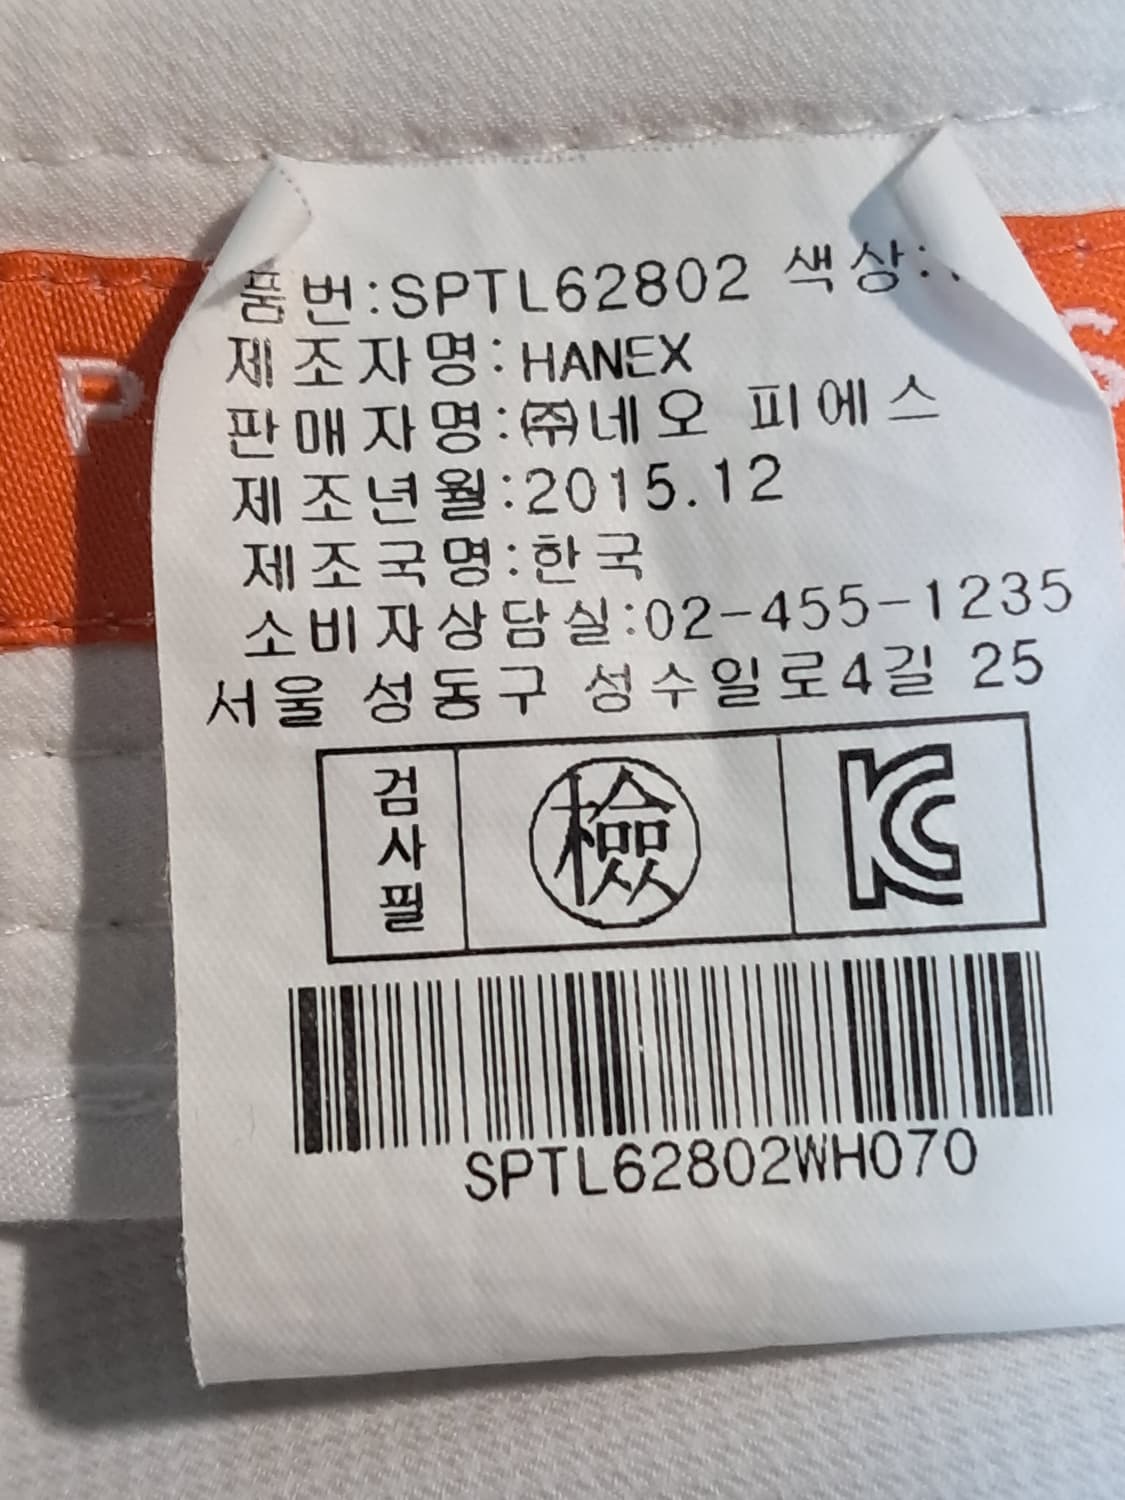 품번:SPTL62802 색상:
제조자명:HANEX
판매자명:㈜네오 피에스
제조년월:2015.12
제조국명:한국
소비자상담실:02-455-1235
서울 성동구 성수일로4길 25
검사필
檢
KC
SPTL62802WH070
P
S